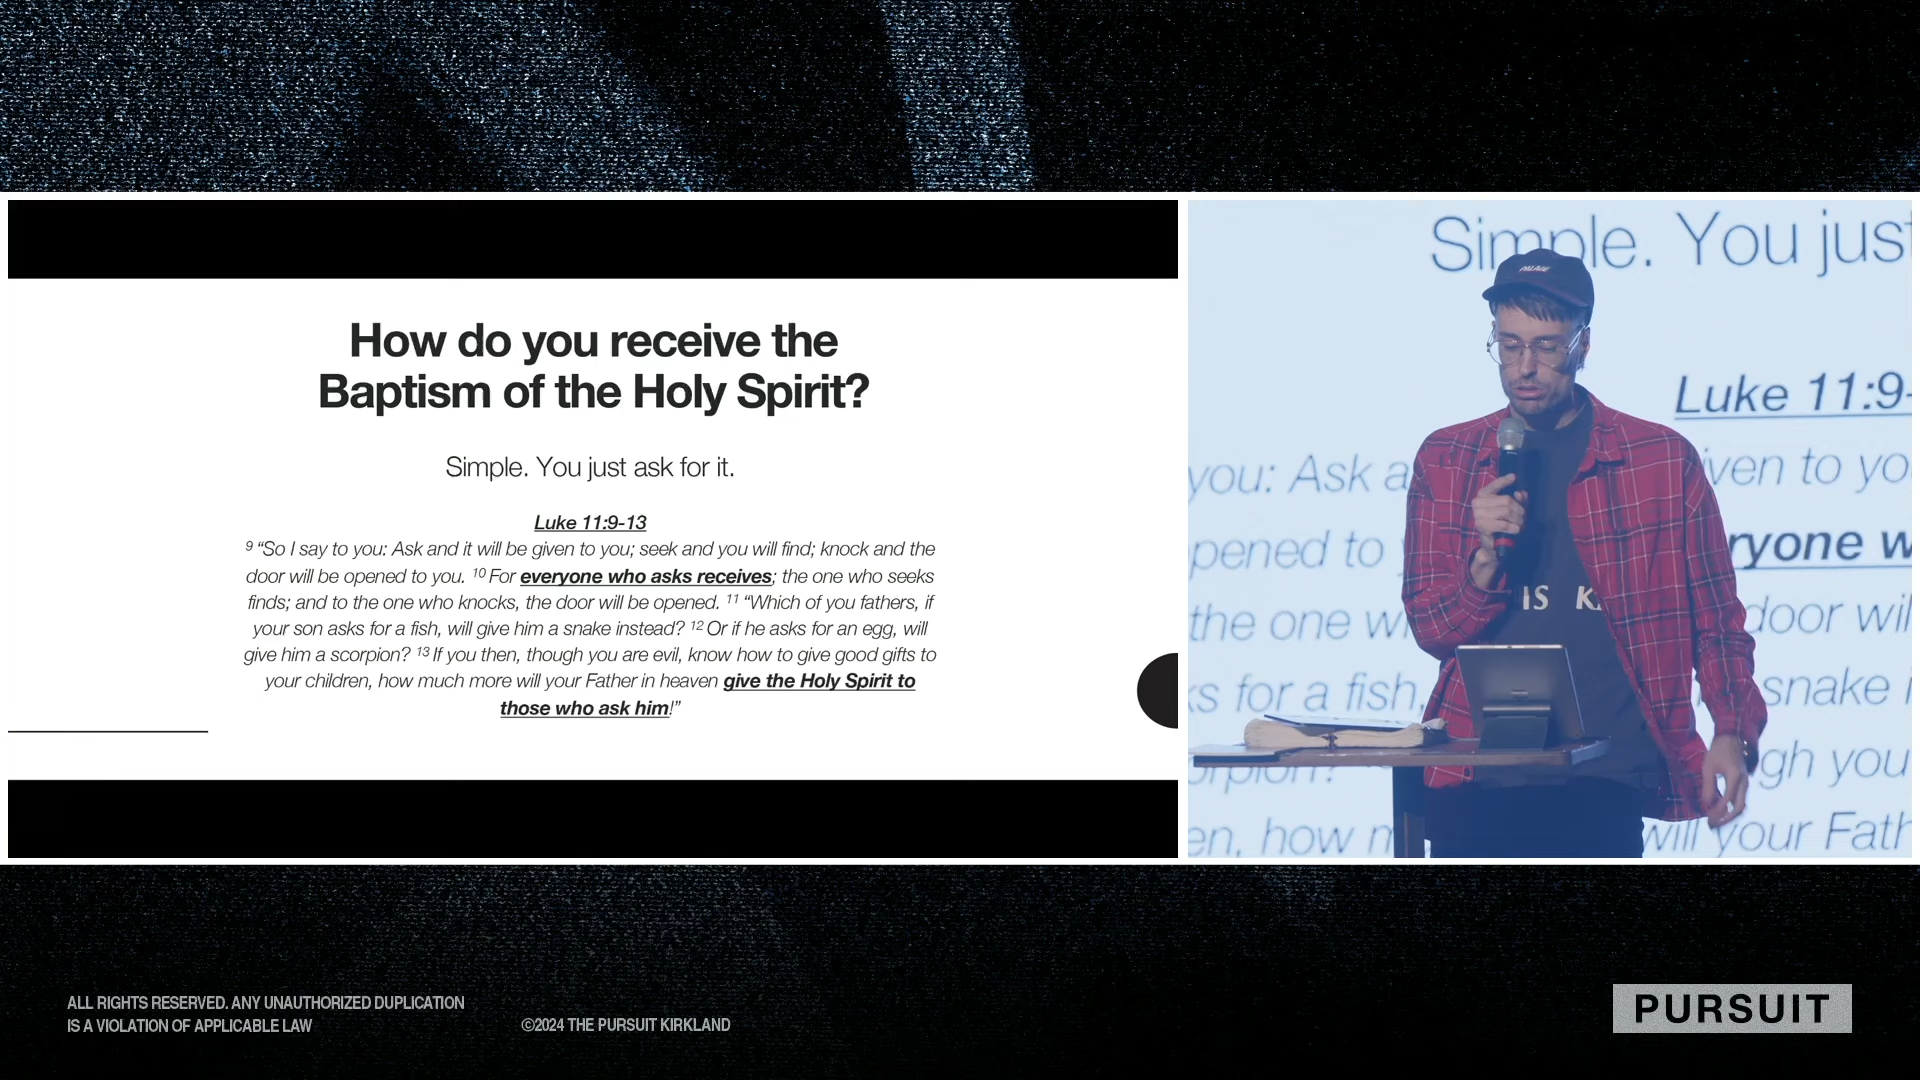 How do you receive the
Baptism of the Holy Spirit?
Simple. You just ask for it.
Luke 11:9-13
9 “So I say to you: Ask and it will be given to you; seek and you will find; knock and the
door will be opened to you. 10 For everyone who asks receives; the one who seeks
finds; and to the one who knocks, the door will be opened. 11 “Which of you fathers, if
your son asks for a fish, will give him a snake instead? 12 Or if he asks for an egg, will
give him a scorpion? 13 If you then, though you are evil, know how to give good gifts to
your children, how much more will your Father in heaven give the Holy Spirit to
those who ask him!”
Simple. You just
Luke 11:9-
you: Ask a iven to yo
pened to ryone w
the one wi door wil
ks for a fish, snake i
orpion? gh you
en, how m will your Fath
PALACE
IS K
ALL RIGHTS RESERVED. ANY UNAUTHORIZED DUPLICATION
IS A VIOLATION OF APPLICABLE LAW
©2024 THE PURSUIT KIRKLAND
PURSUIT